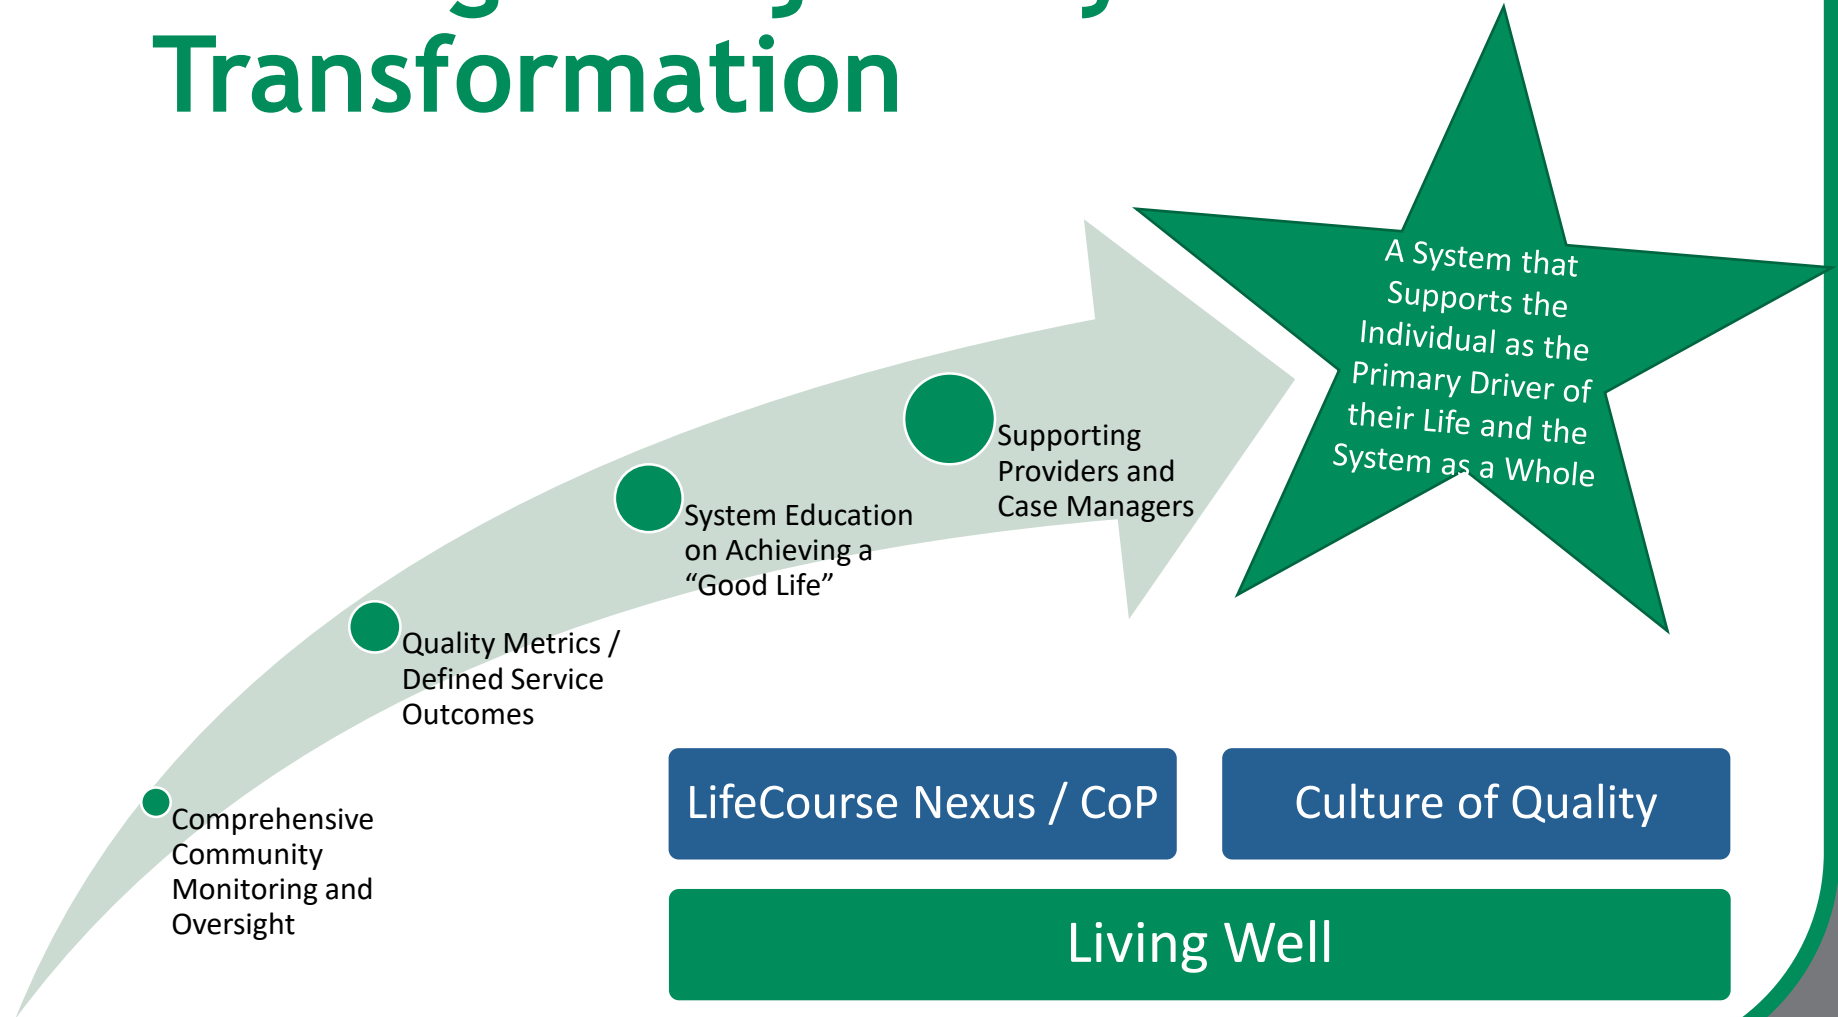 Transformation
A System that
Supports the
Individual as the
Primary Driver of
their Life and the
System as a Whole
Supporting
Providers and
Case Managers
System Education
on Achieving a
“Good Life”
Quality Metrics /
Defined Service
Outcomes
Comprehensive
Community
Monitoring and
Oversight
LifeCourse Nexus / CoP
Culture of Quality
Living Well